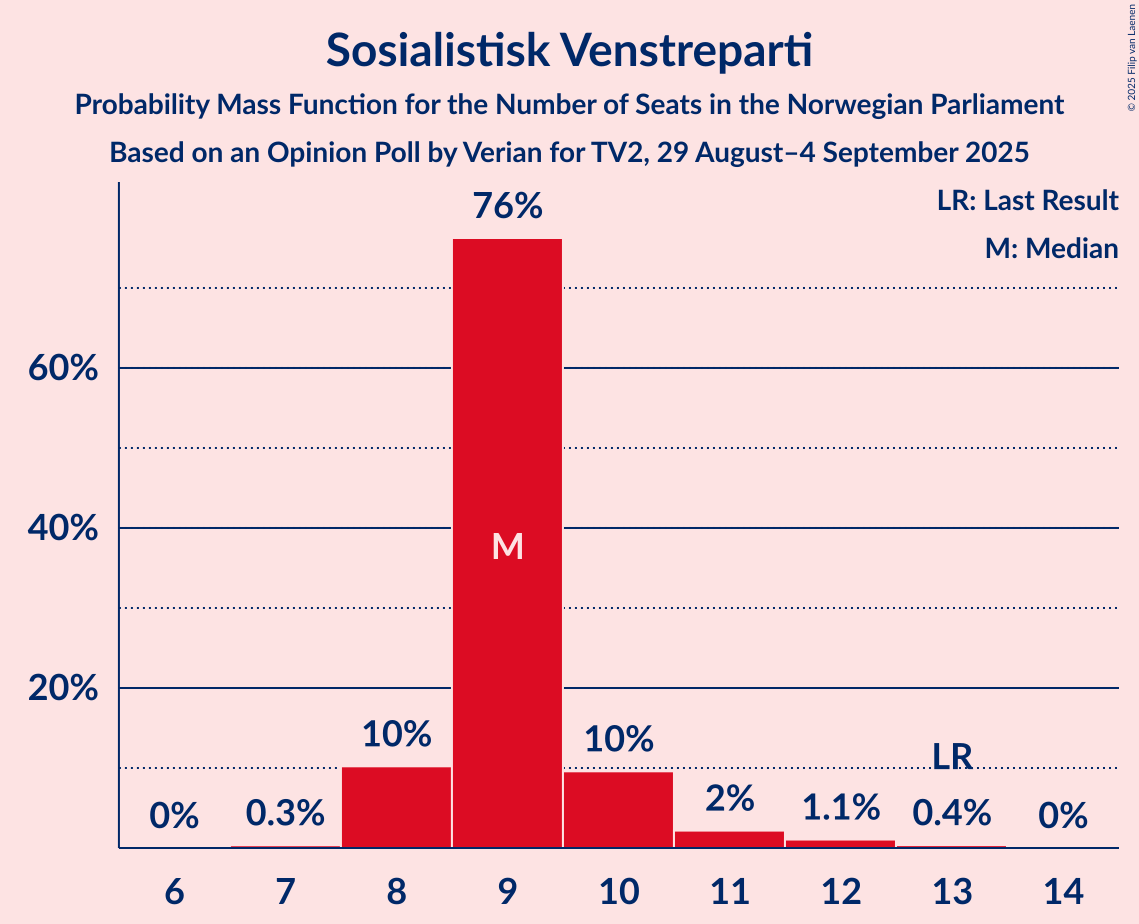 Sosialistisk Venstreparti
Probability Mass Function for the Number of Seats in the Norwegian Parliament
Based on an Opinion Poll by Verian for TV2, 29 August–4 September 2025
© 2025 Filip van Laenen
LR: Last Result
M: Median
76%
60%
40%
M
20%
10%
10%
LR
0%
0.3%
2%
1.1%
0.4%
0%
6 7 8 9 10 11 12 13 14